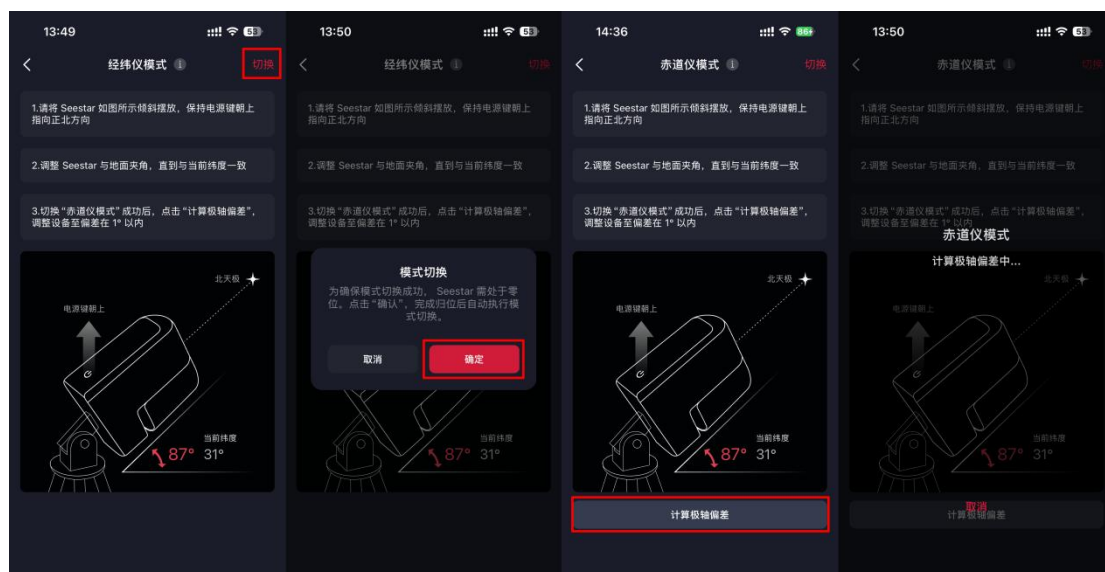 13:49
53
经纬仪模式
切换
1.请将 Seestar 如图所示倾斜摆放，保持电源键朝上
指向正北方向
2.调整 Seestar 与地面夹角，直到与当前纬度一致
3.切换“赤道仪模式”成功后，点击“计算极轴偏差”，
调整设备至偏差在 1° 以内
北天极
电源键朝上
当前纬度
87° 31°
13:50
53
经纬仪模式
切换
1.请将 Seestar 如图所示倾斜摆放，保持电源键朝上
指向正北方向
2.调整 Seestar 与地面夹角，直到与当前纬度一致
3.切换“赤道仪模式”成功后，点击“计算极轴偏差”，
调整设备至偏差在 1° 以内
模式切换
为确保模式切换成功， Seestar 需处于零
位。点击“确认”，完成归位后自动执行模
式切换。
取消
确定
当前纬度
87° 31°
14:36
86
赤道仪模式
切换
1.请将 Seestar 如图所示倾斜摆放，保持电源键朝上
指向正北方向
2.调整 Seestar 与地面夹角，直到与当前纬度一致
3.切换“赤道仪模式”成功后，点击“计算极轴偏差”，
调整设备至偏差在 1° 以内
北天极
电源键朝上
当前纬度
87° 31°
计算极轴偏差
13:50
53
赤道仪模式
切换
1.请将 Seestar 如图所示倾斜摆放，保持电源键朝上
指向正北方向
2.调整 Seestar 与地面夹角，直到与当前纬度一致
3.切换“赤道仪模式”成功后，点击“计算极轴偏差”，
调整设备至偏差在 1° 以内
赤道仪模式
计算极轴偏差中...
北天极
电源键朝上
当前纬度
87° 31°
取消
计算极轴偏差